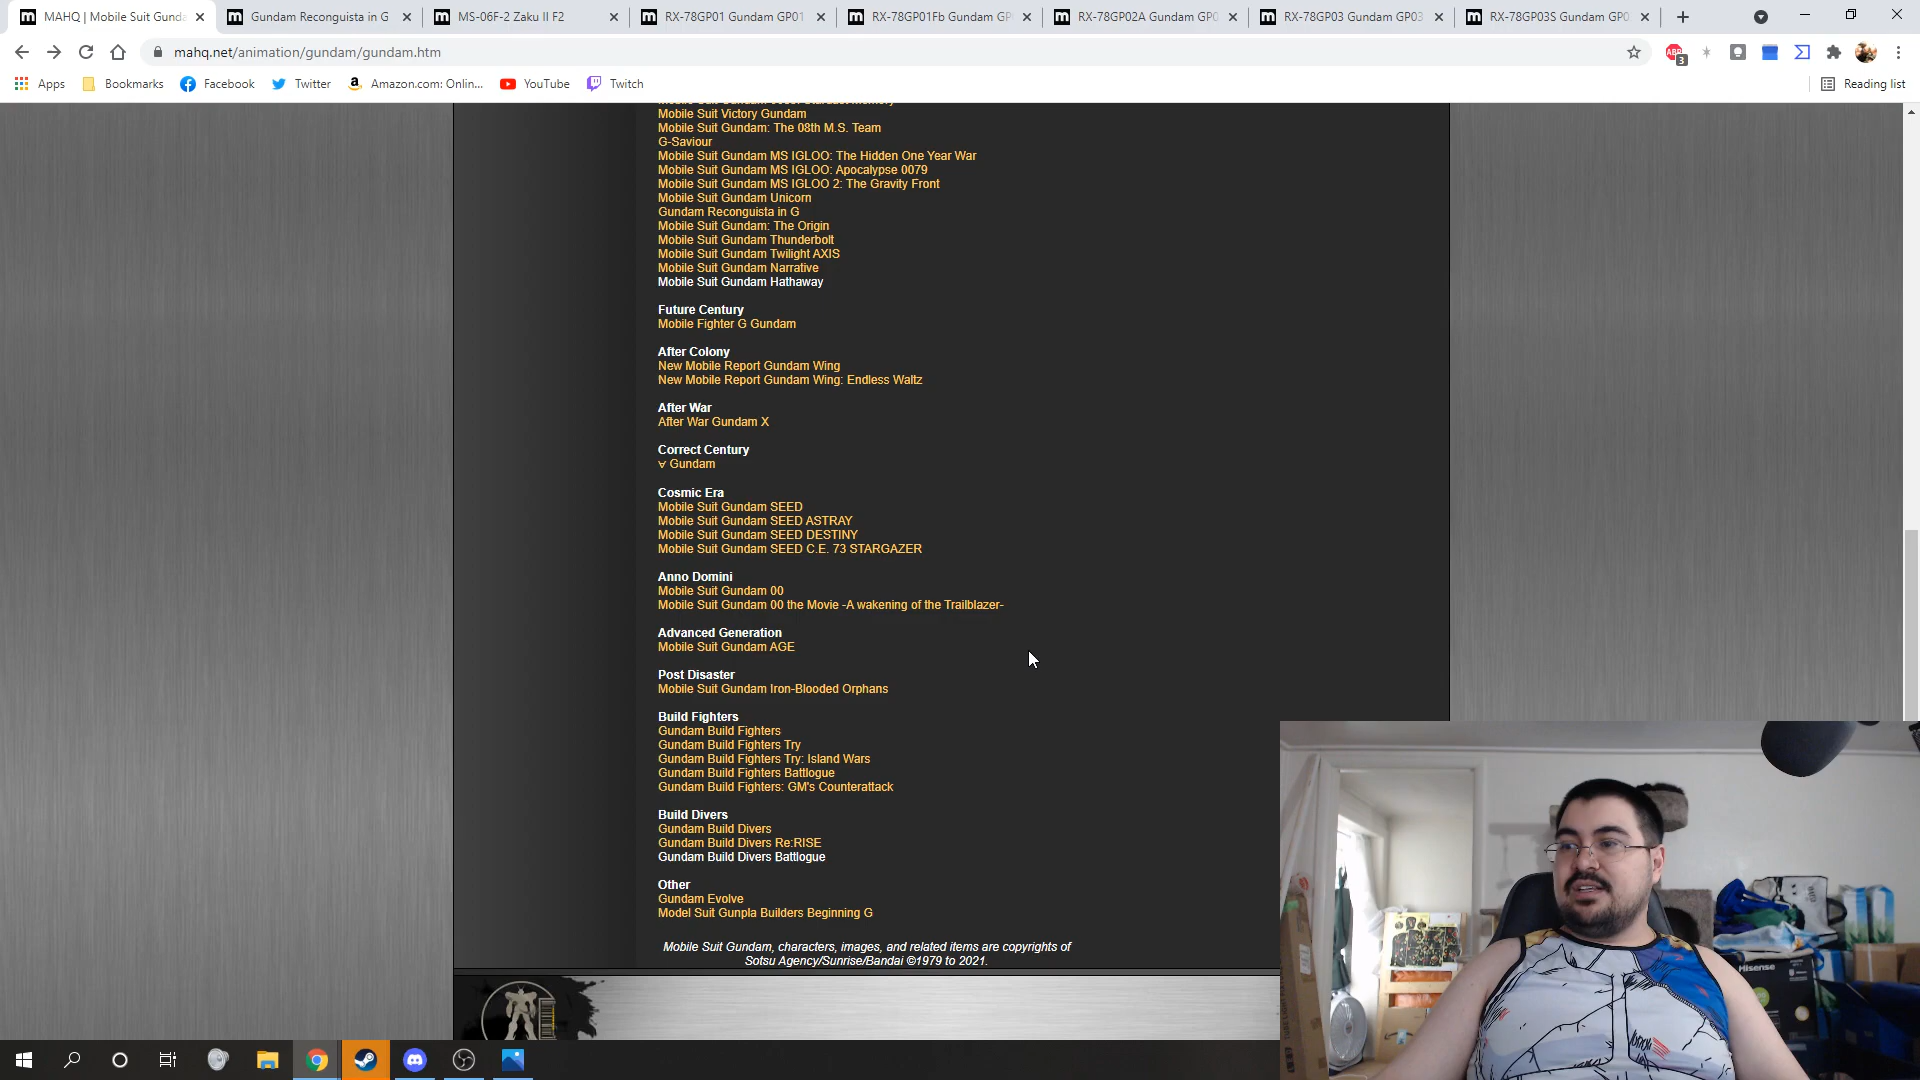 MAHQ | Mobile Suit Gunda
Gundam Reconguista in G
MS-06F-2 Zaku II F2
RX-78GP01 Gundam GP01
RX-78GP01Fb Gundam GP
RX-78GP02A Gundam GP0
RX-78GP03 Gundam GP03
RX-78GP03S Gundam GP0
mahq.net/animation/gundam/gundam.htm
ABP
3
Apps
Bookmarks
Facebook
Twitter
Amazon.com: Onlin...
YouTube
Twitch
Reading list
Mobile Suit Victory Gundam
Mobile Suit Gundam: The 08th M.S. Team
G-Saviour
Mobile Suit Gundam MS IGLOO: The Hidden One Year War
Mobile Suit Gundam MS IGLOO: Apocalypse 0079
Mobile Suit Gundam MS IGLOO 2: The Gravity Front
Mobile Suit Gundam Unicorn
Gundam Reconguista in G
Mobile Suit Gundam: The Origin
Mobile Suit Gundam Thunderbolt
Mobile Suit Gundam Twilight AXIS
Mobile Suit Gundam Narrative
Mobile Suit Gundam Hathaway
Future Century
Mobile Fighter G Gundam
After Colony
New Mobile Report Gundam Wing
New Mobile Report Gundam Wing: Endless Waltz
After War
After War Gundam X
Correct Century
∀ Gundam
Cosmic Era
Mobile Suit Gundam SEED
Mobile Suit Gundam SEED ASTRAY
Mobile Suit Gundam SEED DESTINY
Mobile Suit Gundam SEED C.E. 73 STARGAZER
Anno Domini
Mobile Suit Gundam 00
Mobile Suit Gundam 00 the Movie -A wakening of the Trailblazer-
Advanced Generation
Mobile Suit Gundam AGE
Post Disaster
Mobile Suit Gundam Iron-Blooded Orphans
Build Fighters
Gundam Build Fighters
Gundam Build Fighters Try
Gundam Build Fighters Try: Island Wars
Gundam Build Fighters Battlogue
Gundam Build Fighters: GM's Counterattack
Build Divers
Gundam Build Divers
Gundam Build Divers Re:RISE
Gundam Build Divers Battlogue
Other
Gundam Evolve
Model Suit Gunpla Builders Beginning G
Mobile Suit Gundam, characters, images, and related items are copyrights of
Sotsu Agency/Sunrise/Bandai ©1979 to 2021.
Hisense